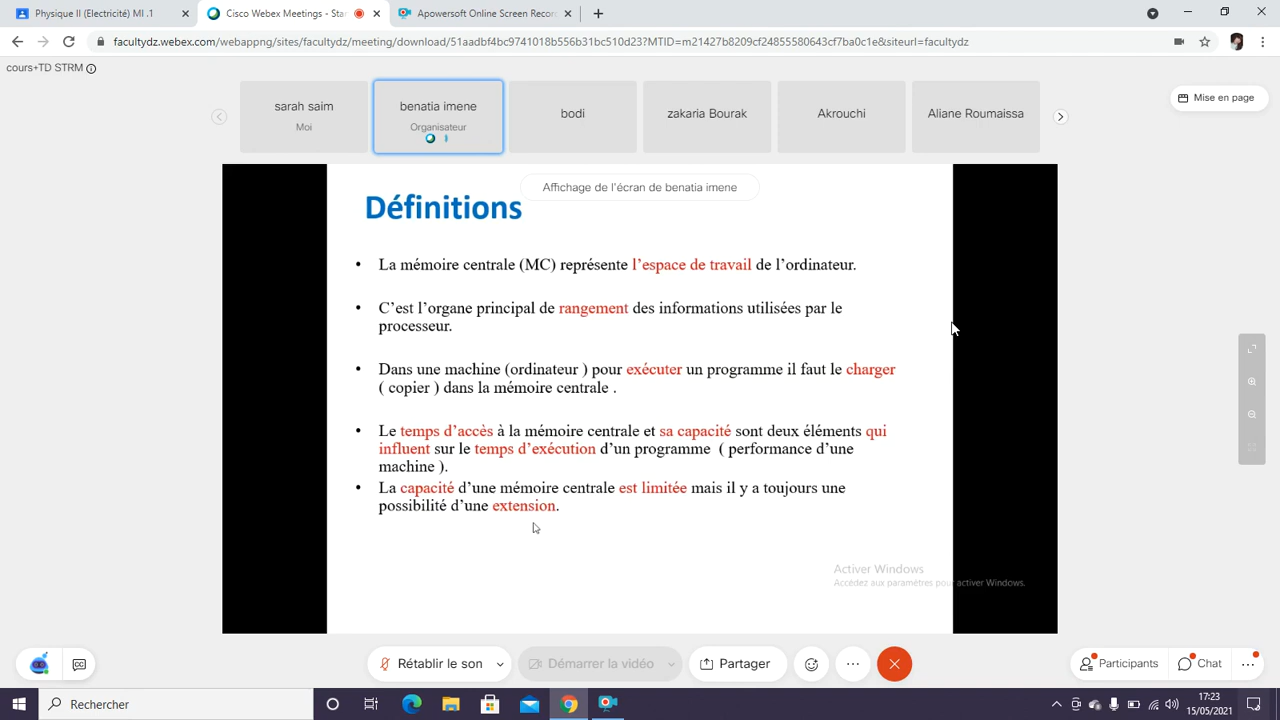 Physique II (Electricité) MI .1
Cisco Webex Meetings - Sta
Apowersoft Online Screen Recor
facultydz.webex.com/webappng/sites/facultydz/meeting/download/51aadbf4bc9741018b556b31bc510d23?MTID=m21427b8209cf24855580643cf7ba0c1e&siteurl=facultydz
cours+TD STRM
sarah saim
Moi
benatia imene
Organisateur
bodi
zakaria Bourak
Akrouchi
Aliane Roumaissa
Mise en page
Affichage de l'écran de benatia imene
Définitions
• La mémoire centrale (MC) représente l’espace de travail de l’ordinateur.
• C’est l’organe principal de rangement des informations utilisées par le
processeur.
• Dans une machine (ordinateur ) pour exécuter un programme il faut le charger
( copier ) dans la mémoire centrale .
• Le temps d’accès à la mémoire centrale et sa capacité sont deux éléments qui
influent sur le temps d’exécution d’un programme ( performance d’une
machine ).
• La capacité d’une mémoire centrale est limitée mais il y a toujours une
possibilité d’une extension.
Activer Windows
Accédez aux paramètres pour activer Windows.
Rétablir le son
Démarrer la vidéo
Partager
Participants
Chat
Rechercher
17:23
15/05/2021